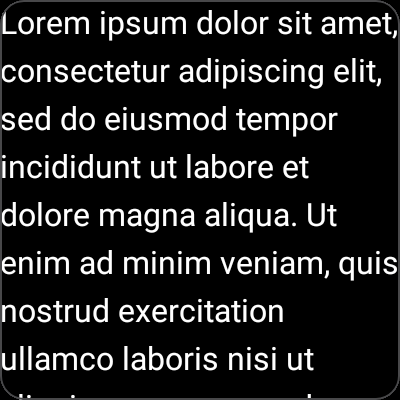 Lorem ipsum dolor sit amet,
consectetur adipiscing elit,
sed do eiusmod tempor
incididunt ut labore et
dolore magna aliqua. Ut
enim ad minim veniam, quis
nostrud exercitation
ullamco laboris nisi ut